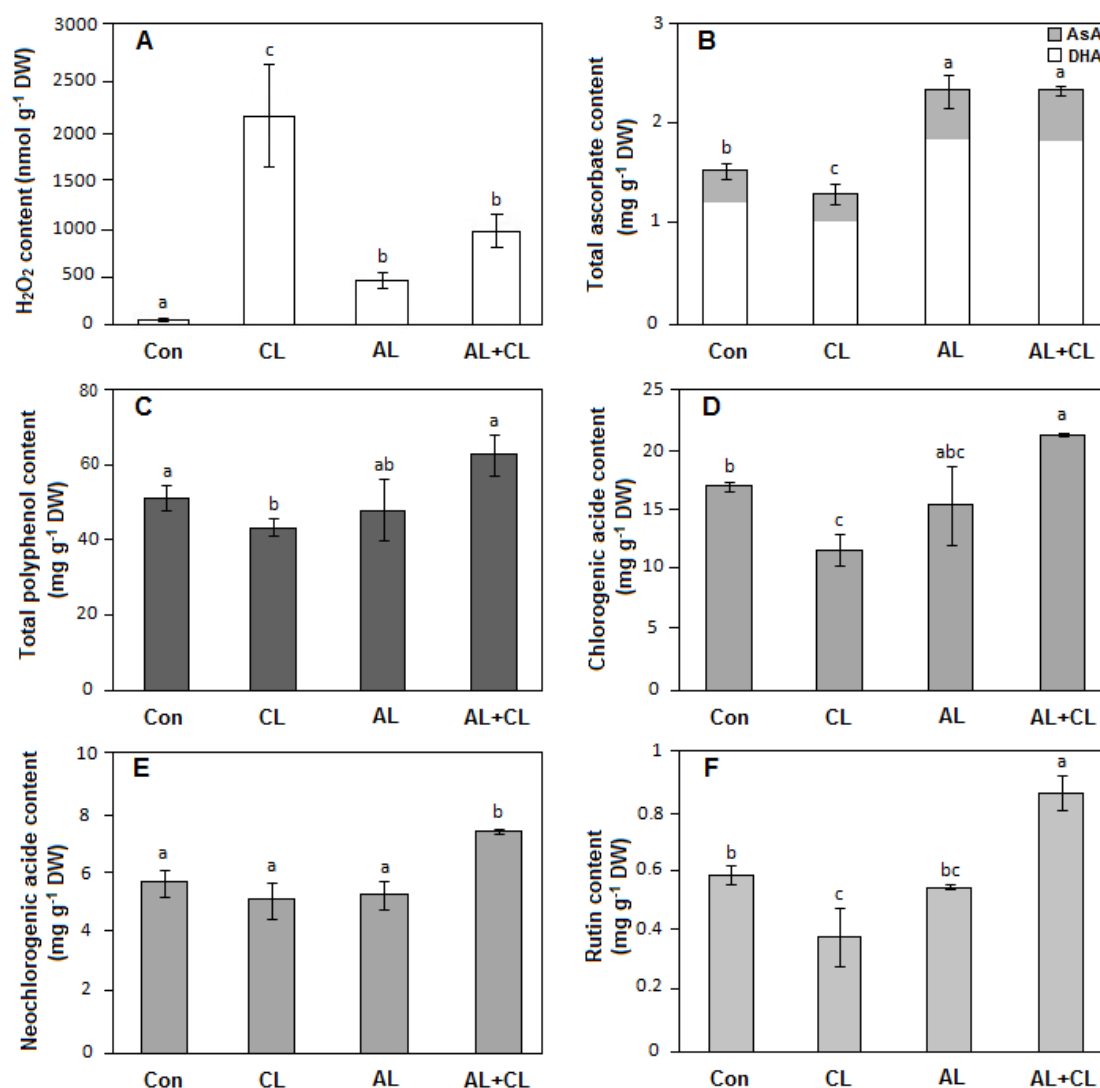 A
H₂O₂ content (nmol g⁻¹ DW)
3000
2500
2000
1500
1000
500
0
a
c
b
b
Con CL AL AL+CL
B
AsA
DHA
Total ascorbate content
(mg g⁻¹ DW)
3
2
1
0
b
c
a
a
Con CL AL AL+CL
C
Total polyphenol content
(mg g⁻¹ DW)
80
60
40
20
0
a
b
ab
a
Con CL AL AL+CL
D
Chlorogenic acide content
(mg g⁻¹ DW)
25
20
15
10
5
0
b
c
abc
a
Con CL AL AL+CL
E
Neochlorogenic acide content
(mg g⁻¹ DW)
10
8
6
4
2
0
a
a
a
b
Con CL AL AL+CL
F
Rutin content
(mg g⁻¹ DW)
1
0.8
0.6
0.4
0.2
0
b
c
bc
a
Con CL AL AL+CL